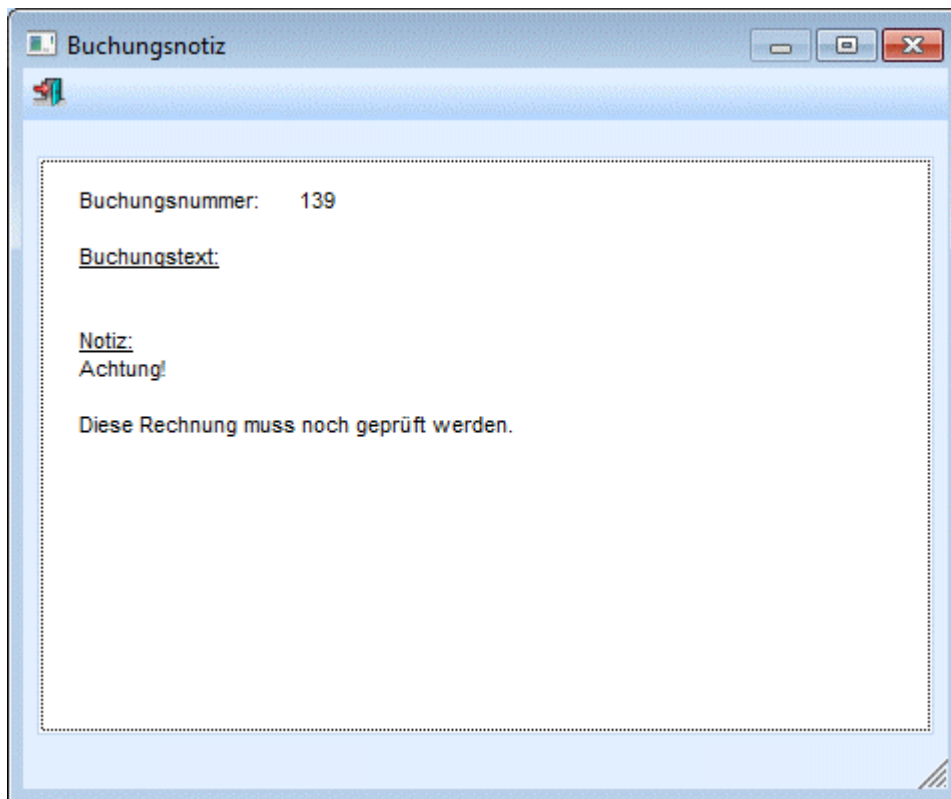 Buchungsnotiz
Buchungsnummer: 139
Buchungstext:
Notiz:
Achtung!
Diese Rechnung muss noch geprüft werden.